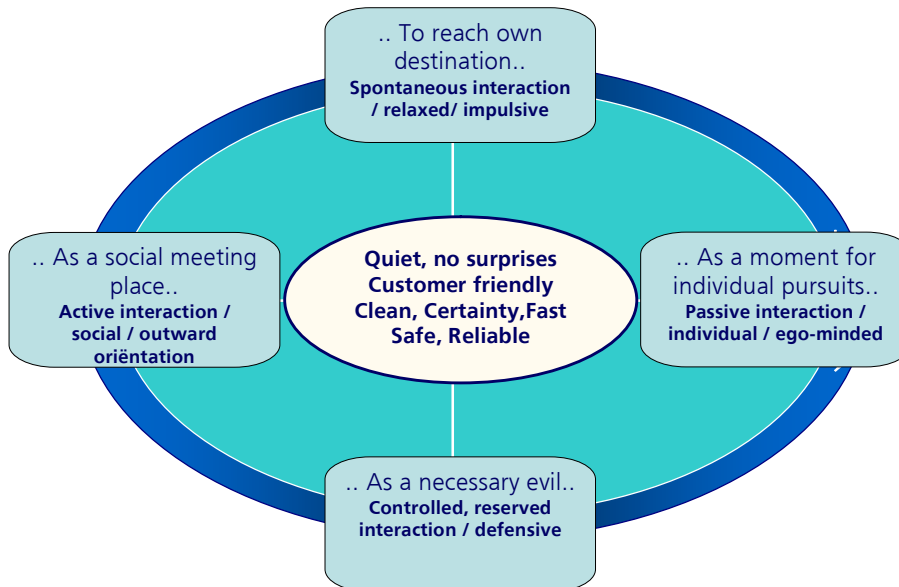 .. To reach own
destination..
Spontaneous interaction
/ relaxed/ impulsive
.. As a social meeting
place..
Active interaction /
social / outward
oriëntation
Quiet, no surprises
Customer friendly
Clean, Certainty,Fast
Safe, Reliable
.. As a moment for
individual pursuits..
Passive interaction /
individual / ego-minded
.. As a necessary evil..
Controlled, reserved
interaction / defensive